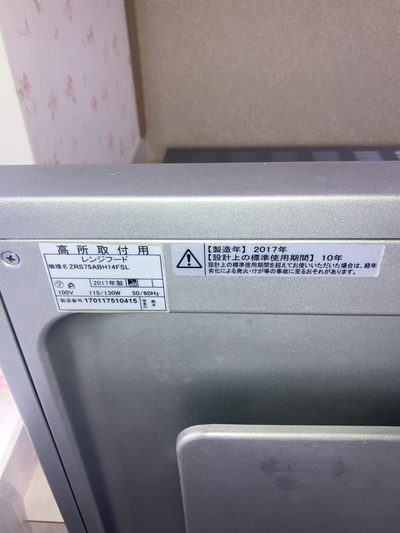 高所取付用
レンジフード
機種名 ZRS75ABH14FSL
2017年製
100V 115/130W 50/60Hz
製造番号 170117510415
【製造年】 2017年
【設計上の標準使用期間】 10年
設計上の標準使用期間を超えてお使いいただいた場合は、経年
劣化による発火・けが等の事故に至るおそれがあります。